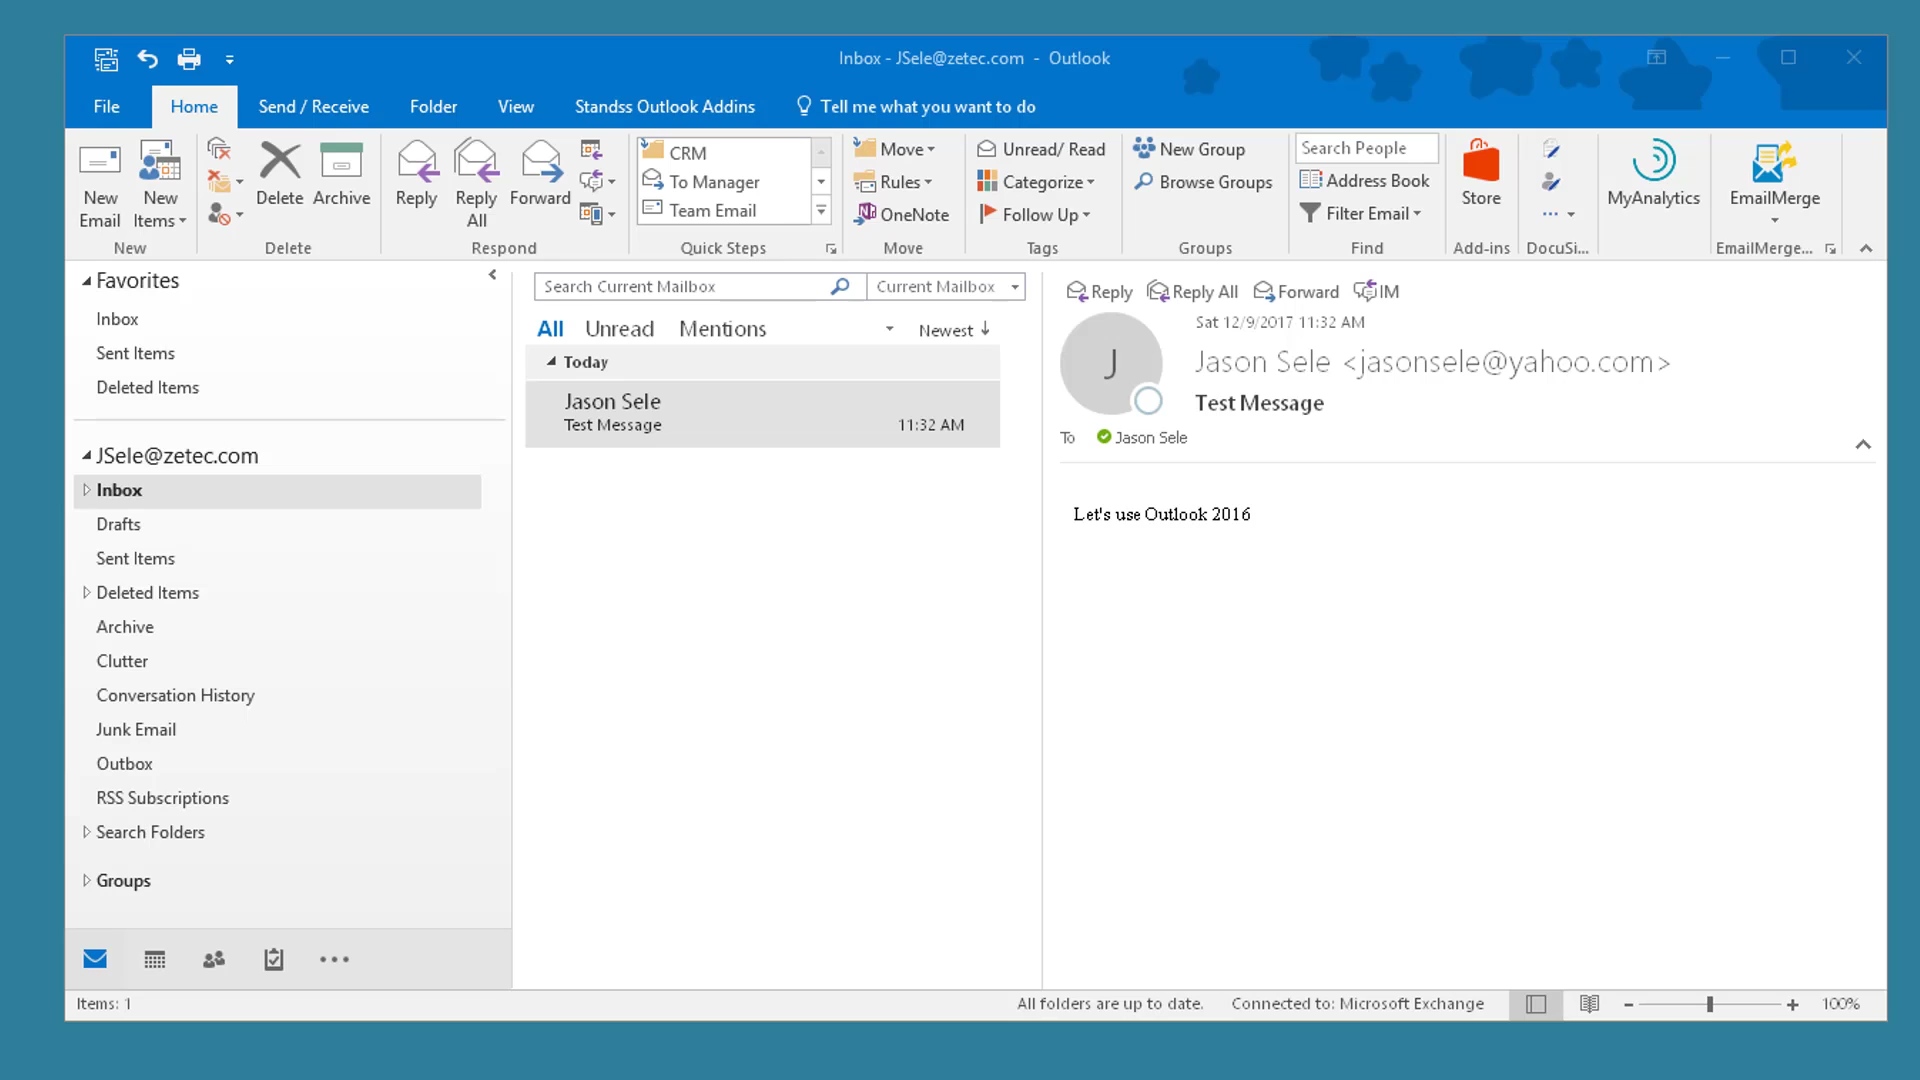 Inbox - JSele@zetec.com - Outlook
File Home Send / Receive Folder View Standss Outlook Addins Tell me what you want to do
New Email
New Items
New
Delete
Archive
Delete
Reply
Reply All
Forward
Respond
CRM
To Manager
Team Email
Quick Steps
Move
Rules
OneNote
Move
Unread/ Read
Categorize
Follow Up
Tags
New Group
Browse Groups
Groups
Search People
Address Book
Filter Email
Find
Store
Add-ins
...
DocuSi...
MyAnalytics
EmailMerge
EmailMerge...
Favorites
Inbox
Sent Items
Deleted Items
JSele@zetec.com
Inbox
Drafts
Sent Items
Deleted Items
Archive
Clutter
Conversation History
Junk Email
Outbox
RSS Subscriptions
Search Folders
Groups
Search Current Mailbox Current Mailbox
All Unread Mentions Newest ↓
Today
Jason Sele
Test Message 11:32 AM
Reply Reply All Forward IM
Sat 12/9/2017 11:32 AM
J
Jason Sele <jasonsele@yahoo.com>
Test Message
To Jason Sele
Let's use Outlook 2016
Items: 1 All folders are up to date. Connected to: Microsoft Exchange - + 100%